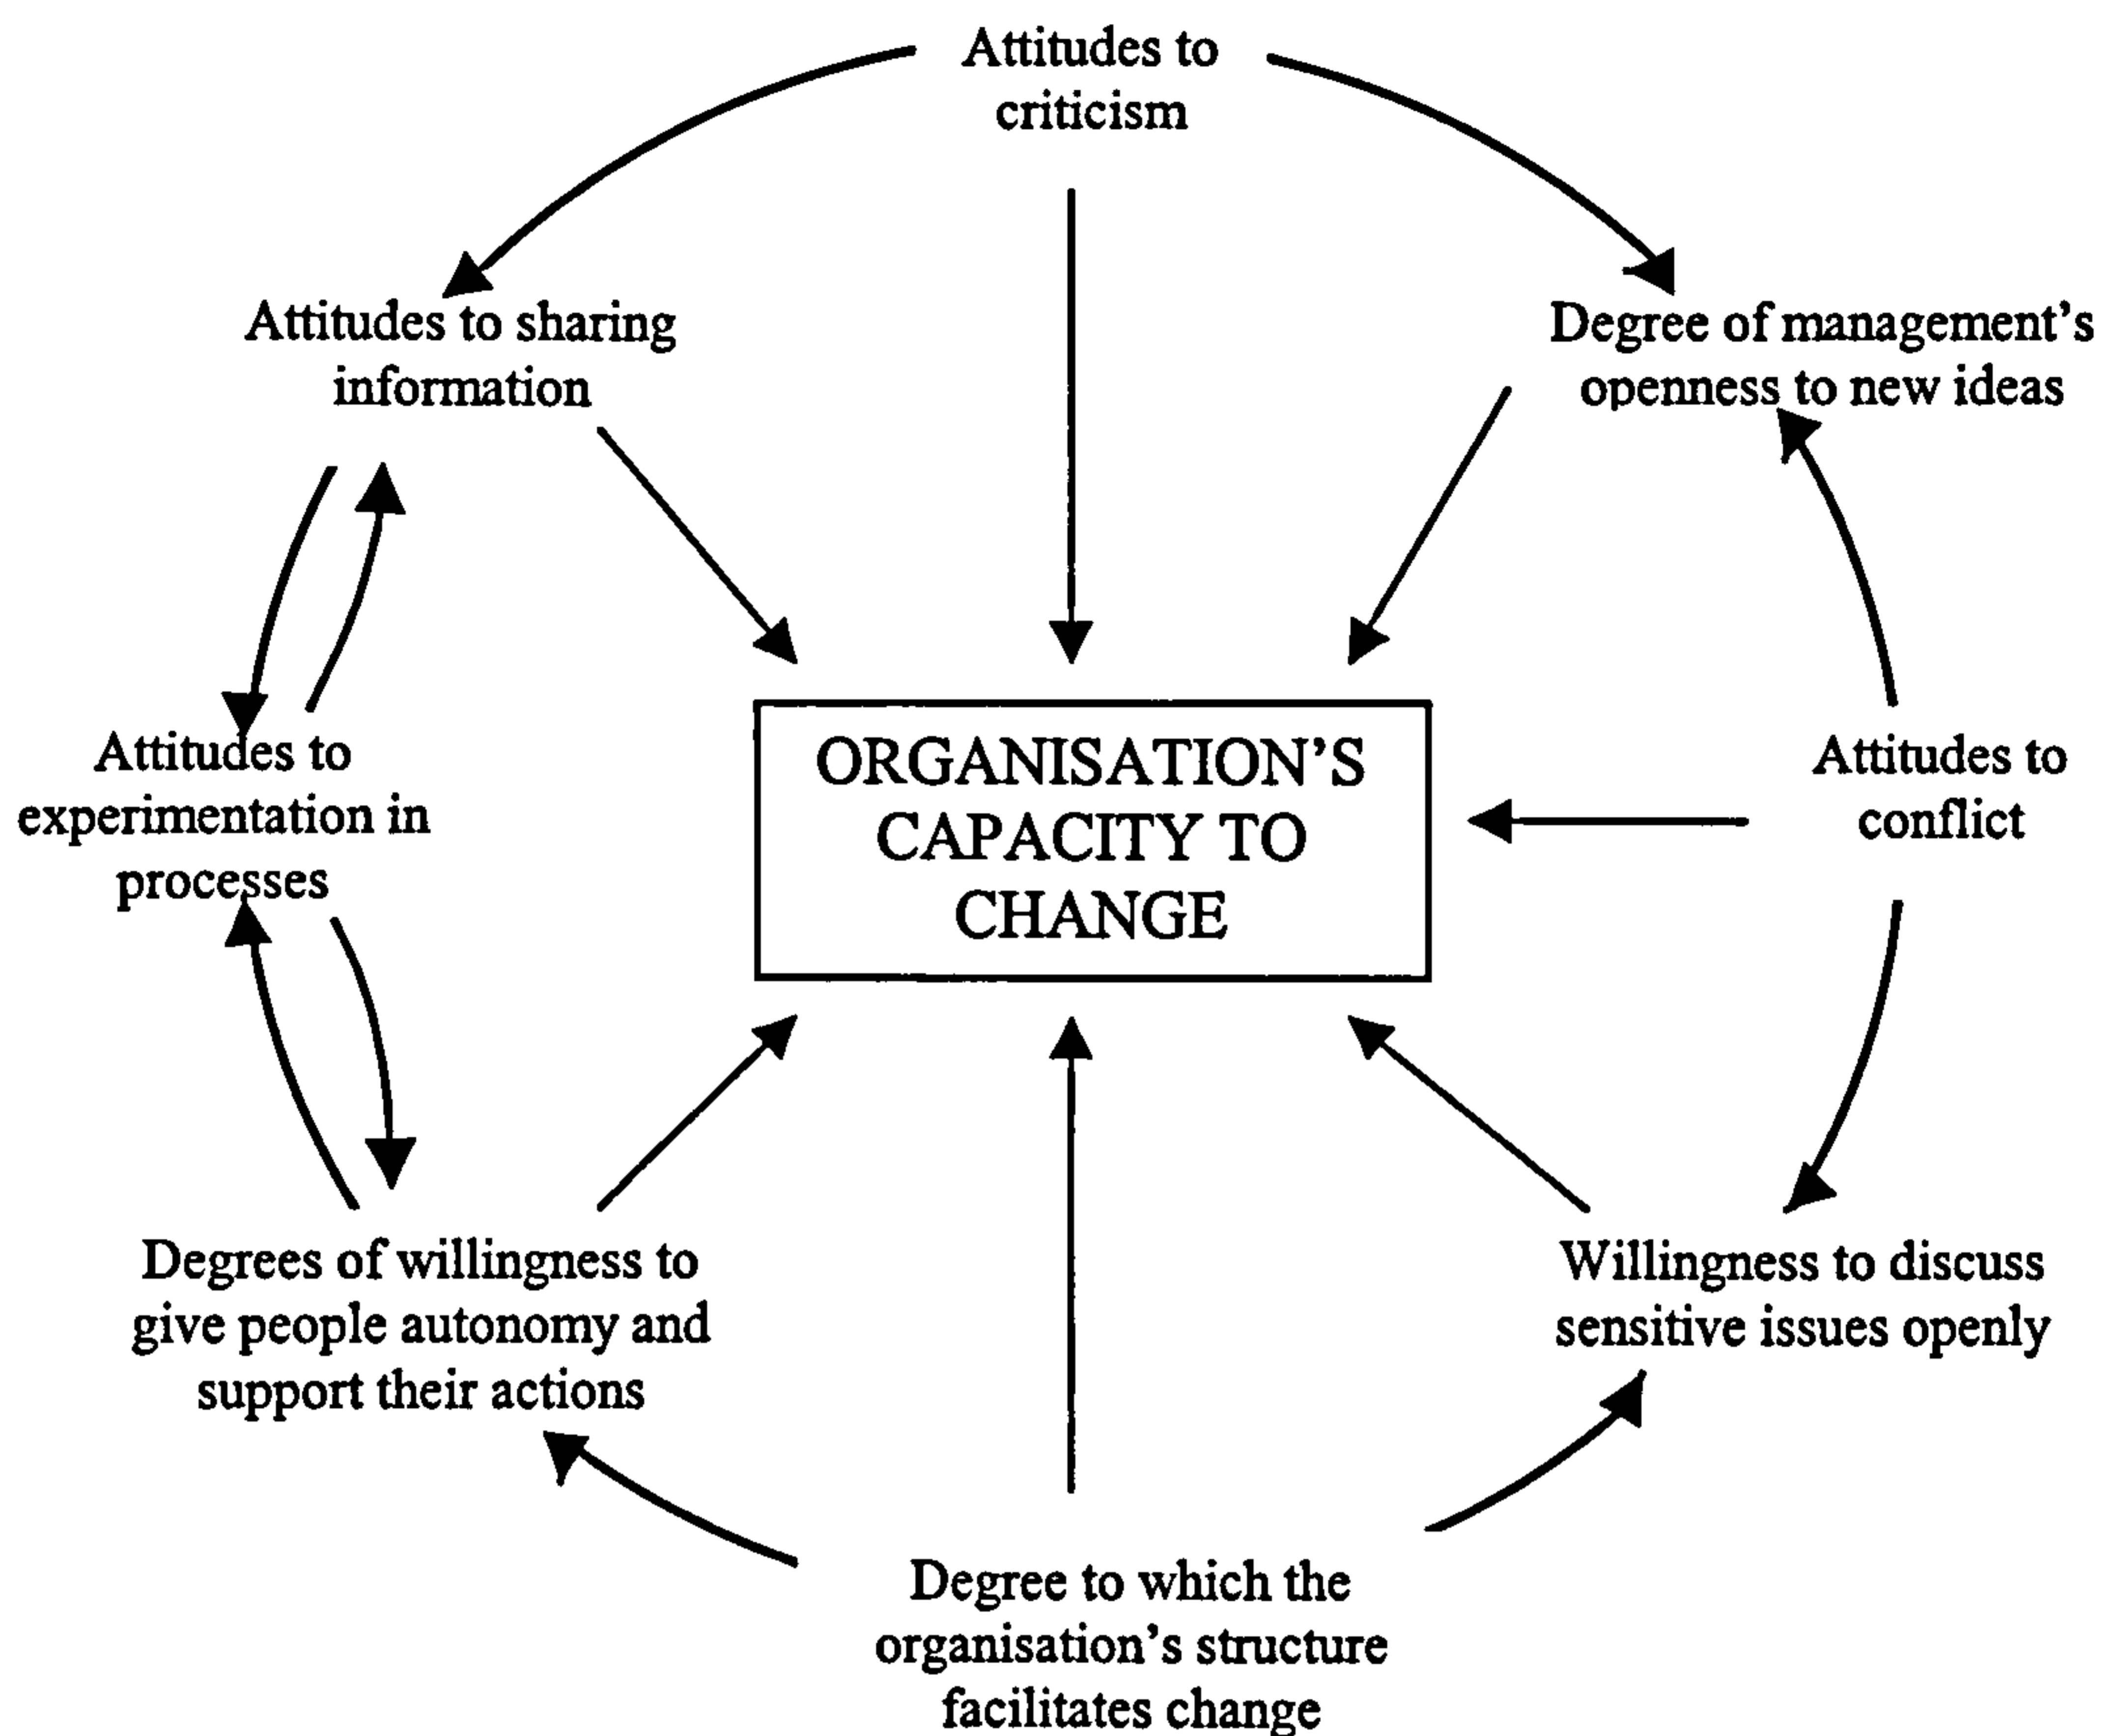 Attitudes to
criticism
Attitudes to sharing
information
Degree of management's
openness to new ideas
Attitudes to
experimentation in
processes
ORGANISATION'S
CAPACITY TO
CHANGE
Attitudes to
conflict
Degrees of willingness to
give people autonomy and
support their actions
Willingness to discuss
sensitive issues openly
Degree to which the
organisation's structure
facilitates change